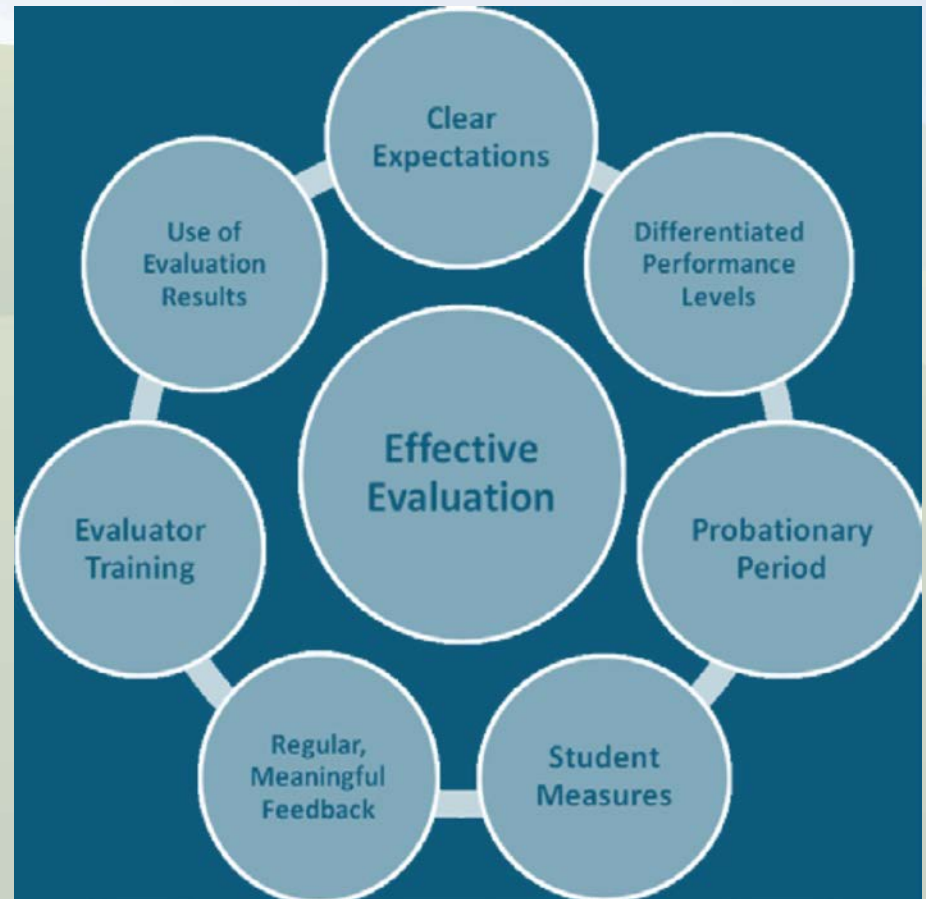 Clear
Expectations
Differentiated
Performance
Levels
Probationary
Period
Student
Measures
Regular,
Meaningful
Feedback
Evaluator
Training
Use of
Evaluation
Results
Effective
Evaluation